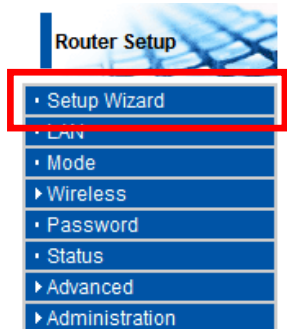 Router Setup
· Setup Wizard
· LAN
· Mode
▸ Wireless
· Password
· Status
▸ Advanced
▸ Administration